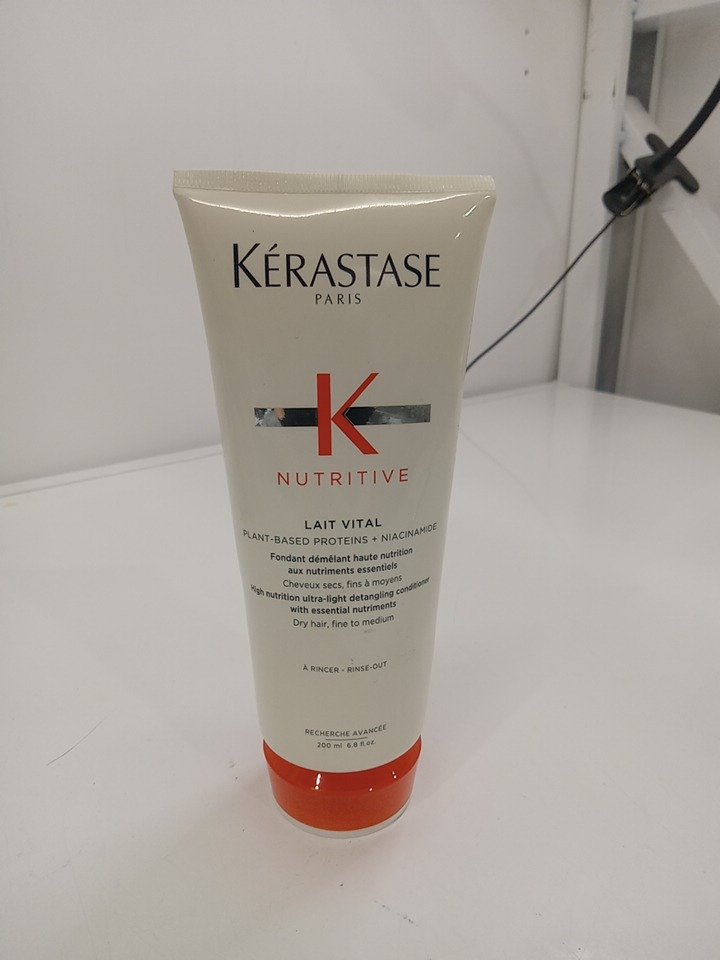 KÉRASTASE
PARIS
K
NUTRITIVE
LAIT VITAL
PLANT-BASED PROTEINS + NIACINAMIDE
Fondant démêlant haute nutrition
aux nutriments essentiels
Cheveux secs, fins à moyens
High nutrition ultra-light detangling conditioner
with essential nutriments
Dry hair, fine to medium
À RINCER - RINSE-OUT
RECHERCHE AVANCÉE
200 ml 6.8 fl.oz.